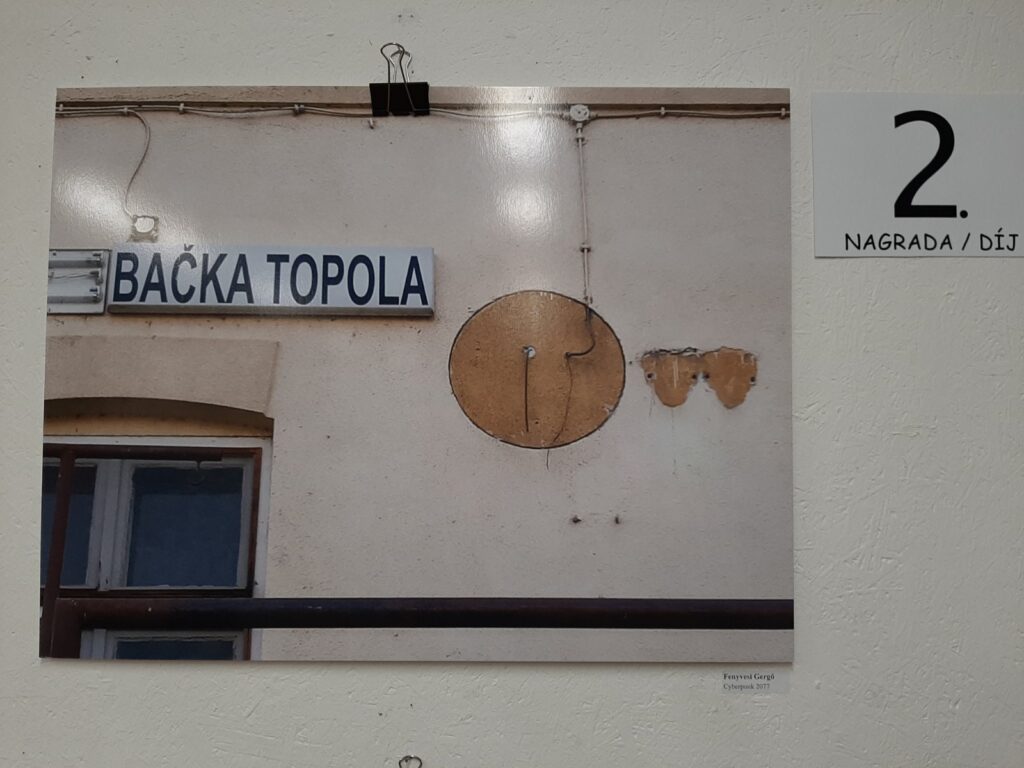 BAČKA TOPOLA
2.
NAGRADA / DÍJ
Fenyvesi Gergő
Cyberpunk 2077